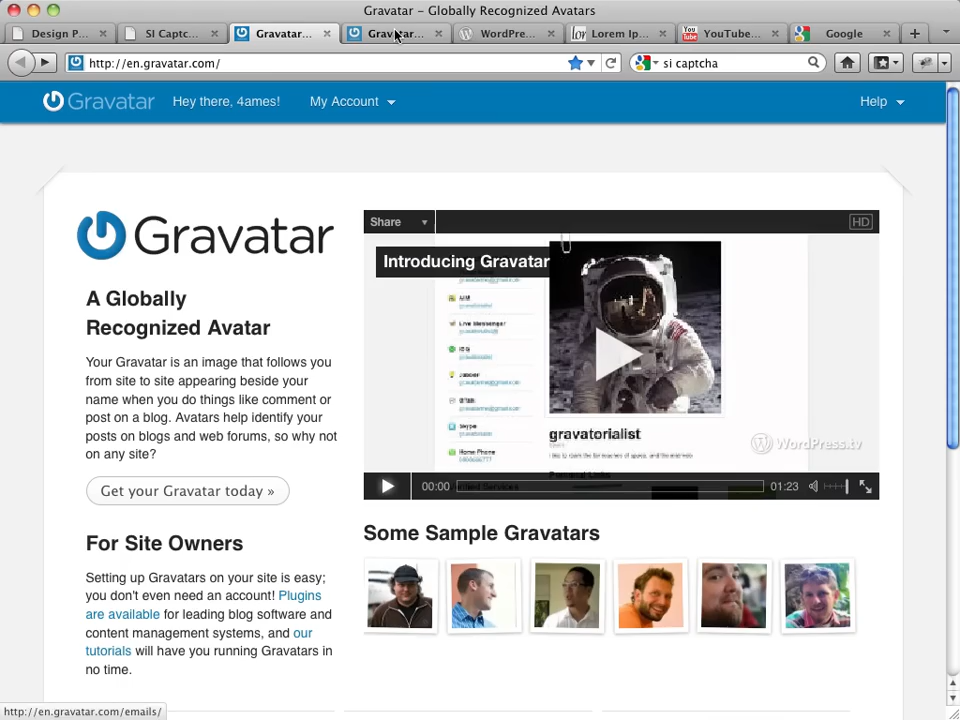 Gravatar - Globally Recognized Avatars
Design P...
SI Captc...
Gravatar...
Gravatar...
WordPre...
Lorem Ip...
YouTube...
Google
http://en.gravatar.com/
si captcha
Gravatar
Hey there, 4ames!
My Account
Help
Gravatar
A Globally
Recognized Avatar
Your Gravatar is an image that follows you
from site to site appearing beside your
name when you do things like comment or
post on a blog. Avatars help identify your
posts on blogs and web forums, so why not
on any site?
Get your Gravatar today »
For Site Owners
Setting up Gravatars on your site is easy;
you don't even need an account! Plugins
are available for leading blog software and
content management systems, and our
tutorials will have you running Gravatars in
no time.
Share
HD
Introducing Gravatar
Live Messenger
Skype
Home Phone
gravatorialist
WordPress.tv
00:00
01:23
Some Sample Gravatars
http://en.gravatar.com/emails/